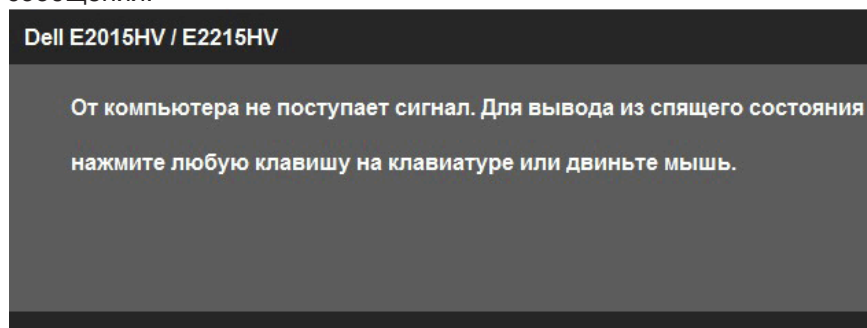 Dell E2015HV / E2215HV
От компьютера не поступает сигнал. Для вывода из спящего состояния
нажмите любую клавишу на клавиатуре или двиньте мышь.